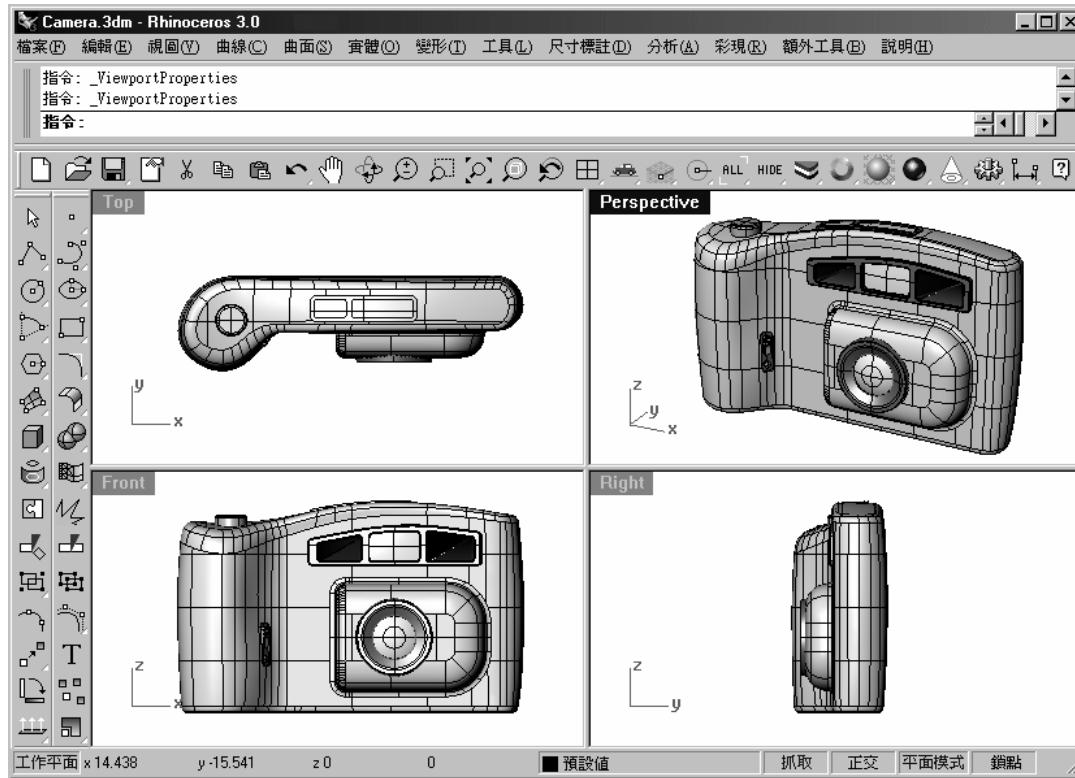 Camera.3dm - Rhinoceros 3.0
檔案(F) 編輯(E) 視圖(V) 曲線(C) 曲面(S) 實體(O) 變形(T) 工具(L) 尺寸標註(D) 分析(A) 彩現(R) 額外工具(B) 說明(H)
指令: _ViewportProperties
指令: _ViewportProperties
指令:
ALL HIDE
Top
Perspective
y
x
z
y
x
Front
Right
T
z
x
z
y
工作平面 x 14.438 y -15.541 z 0 0 預設值 抓取 正交 平面模式 鎖點